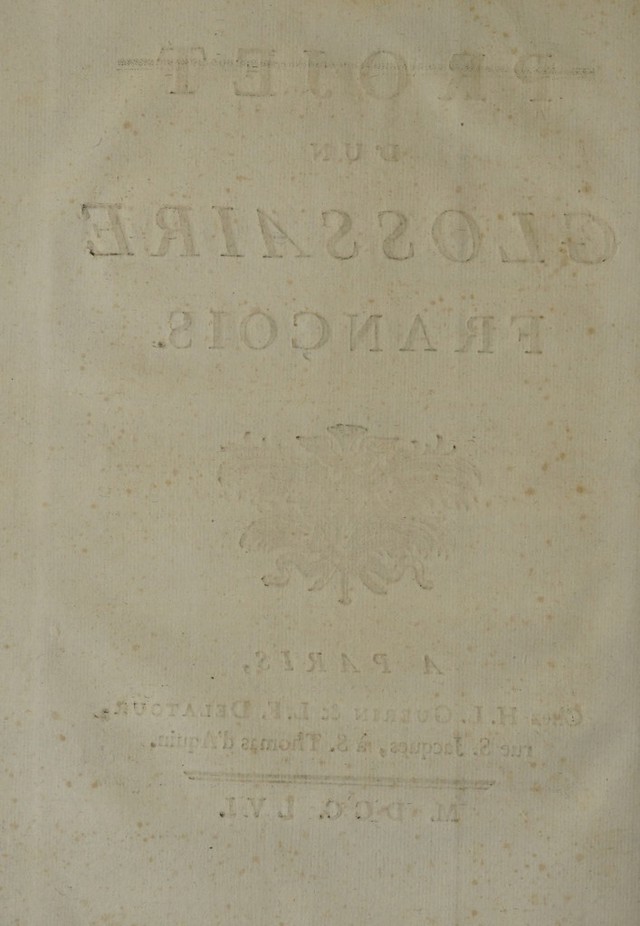 PROJET
D'UN
GLOSSAIRE
FRANÇOIS.
A PARIS,
Chez H. L. GUERIN & L. F. DELATOUR,
rue S. Jacques, à S. Thomas d'Aquin.
M. DCC. LVI.